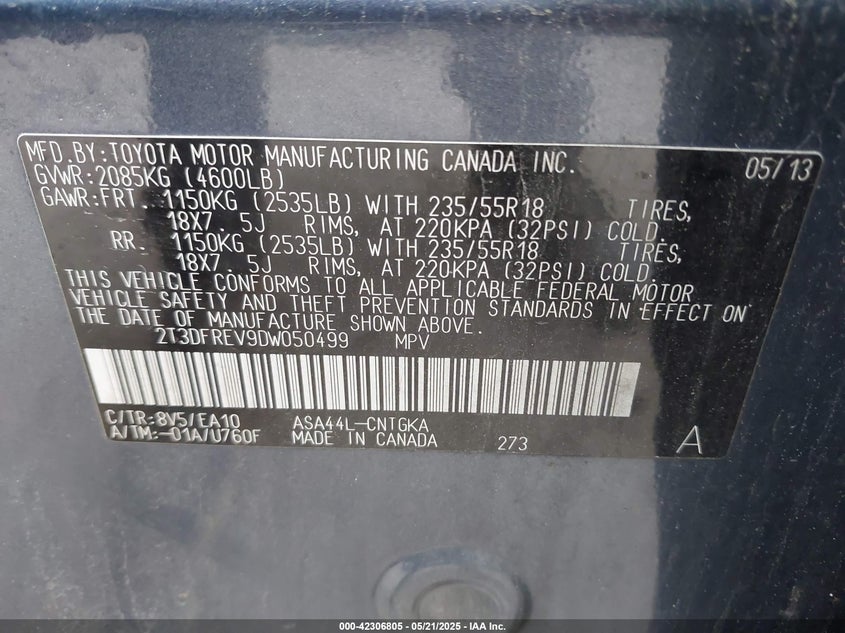 MFD.BY:TOYOTA MOTOR MANUFACTURING CANADA INC. 05/13
GVWR:2085KG (4600LB)
GAWR:FRT. 1150KG (2535LB) WITH 235/55R18 TIRES,
18X7.5J RIMS, AT 220KPA (32PSI) COLD
RR. 1150KG (2535LB) WITH 235/55R18 TIRES,
18X7.5J RIMS, AT 220KPA (32PSI) COLD
THIS VEHICLE CONFORMS TO ALL APPLICABLE FEDERAL MOTOR
VEHICLE SAFETY AND THEFT PREVENTION STANDARDS IN EFFECT ON
THE DATE OF MANUFACTURE SHOWN ABOVE.
2T3DFREV9DW050499 MPV
C/TR:8V5/EA10 ASA44L-CNTGKA
A/TM:-01A/U760F MADE IN CANADA 273 A
000-42306805 - 05/21/2025 - IAA Inc.